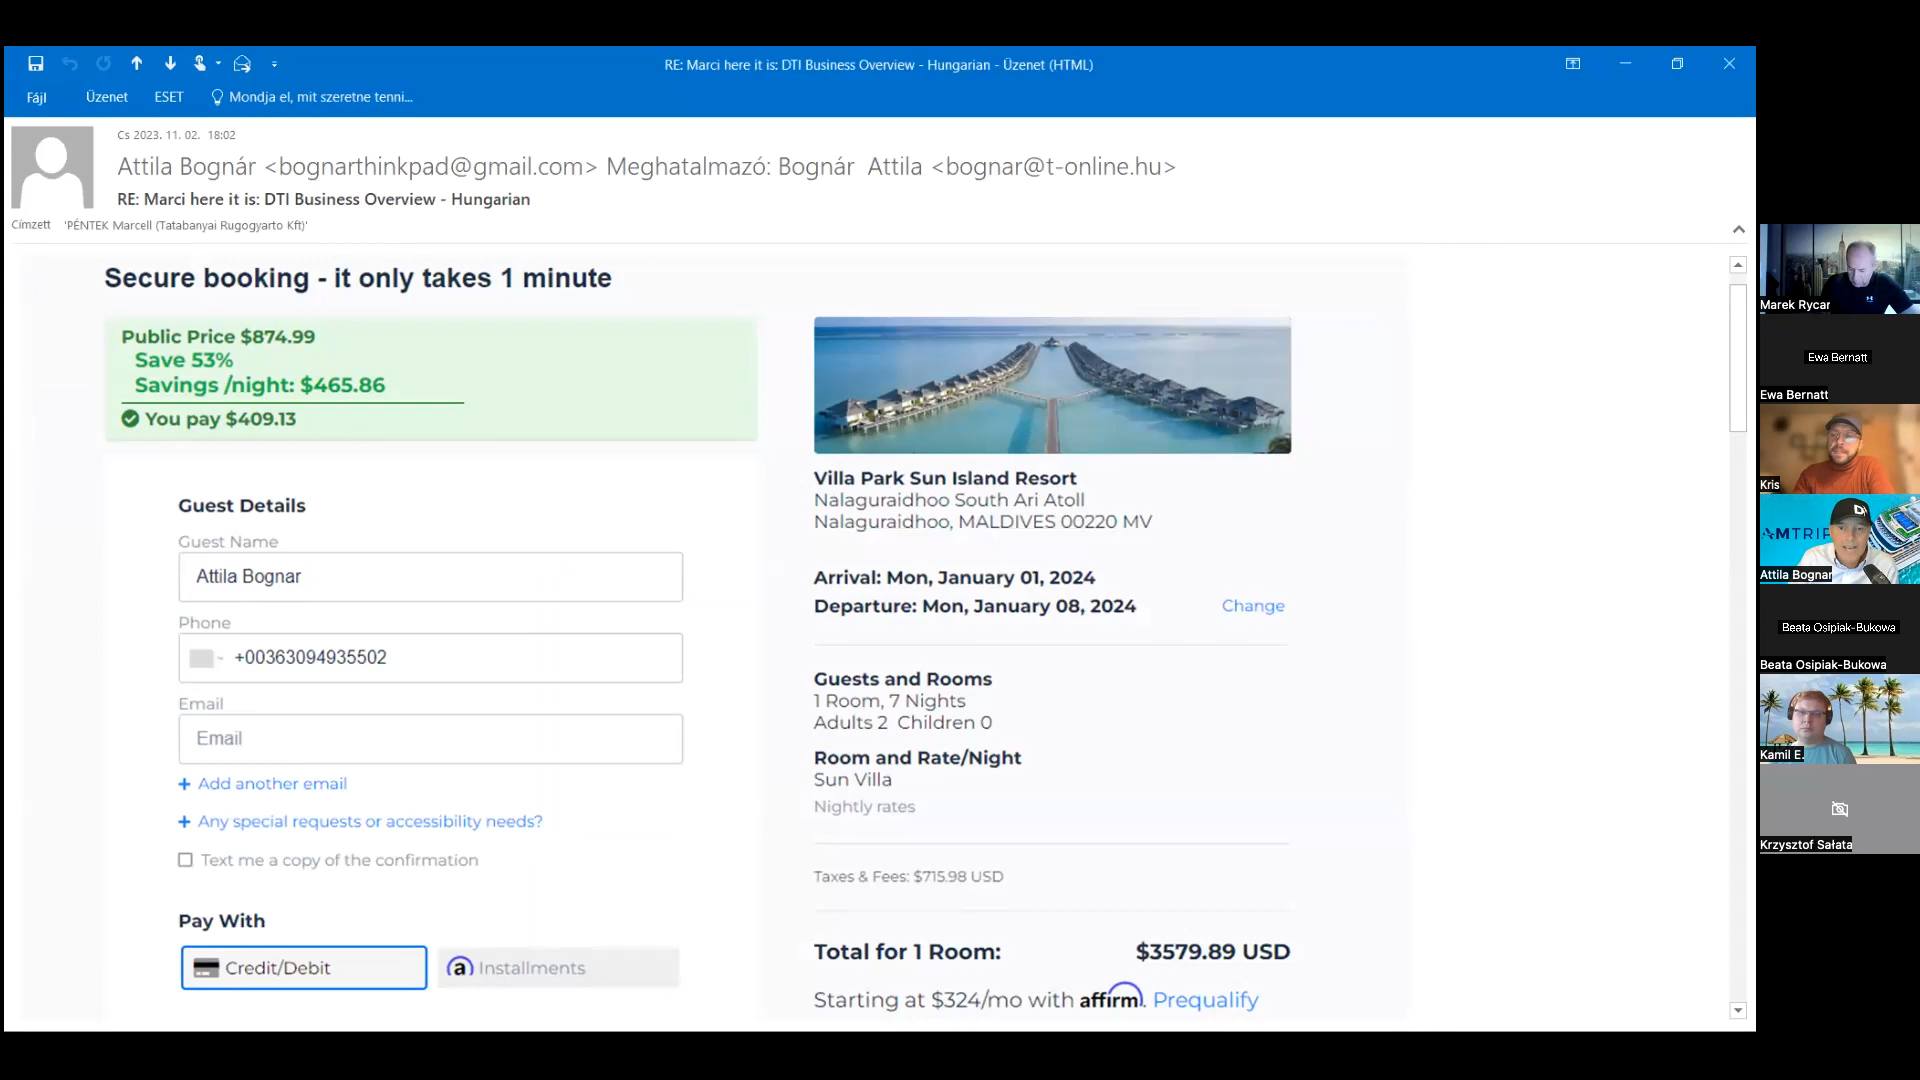 RE: Marci here it is: DTI Business Overview - Hungarian - Üzenet (HTML)
Fájl Üzenet ESET Mondja el, mit szeretne tenni...
Cs 2023. 11. 02. 18:02
Attila Bognár <bognarthinkpad@gmail.com> Meghatalmazó: Bognár Attila <bognar@t-online.hu>
RE: Marci here it is: DTI Business Overview - Hungarian
Címzett 'PÉNTEK Marcell (Tatabanyai Rugogyarto Kft)'
Secure booking - it only takes 1 minute
Public Price $874.99
Save 53%
Savings /night: $465.86
You pay $409.13
Guest Details
Guest Name
Attila Bognar
Phone
+00363094935502
Email
Email
+ Add another email
+ Any special requests or accessibility needs?
Text me a copy of the confirmation
Pay With
Credit/Debit
a Installments
Villa Park Sun Island Resort
Nalaguraidhoo South Ari Atoll
Nalaguraidhoo, MALDIVES 00220 MV
Arrival: Mon, January 01, 2024
Departure: Mon, January 08, 2024 Change
Guests and Rooms
1 Room, 7 Nights
Adults 2 Children 0
Room and Rate/Night
Sun Villa
Nightly rates
Taxes & Fees: $715.98 USD
Total for 1 Room: $3579.89 USD
Starting at $324/mo with affirm. Prequalify
Marek Rycar
Ewa Bernatt
Ewa Bernatt
Kris
Attila Bognar
Beata Osipiak-Bukowa
Beata Osipiak-Bukowa
Kamil E.
Krzysztof Sałata